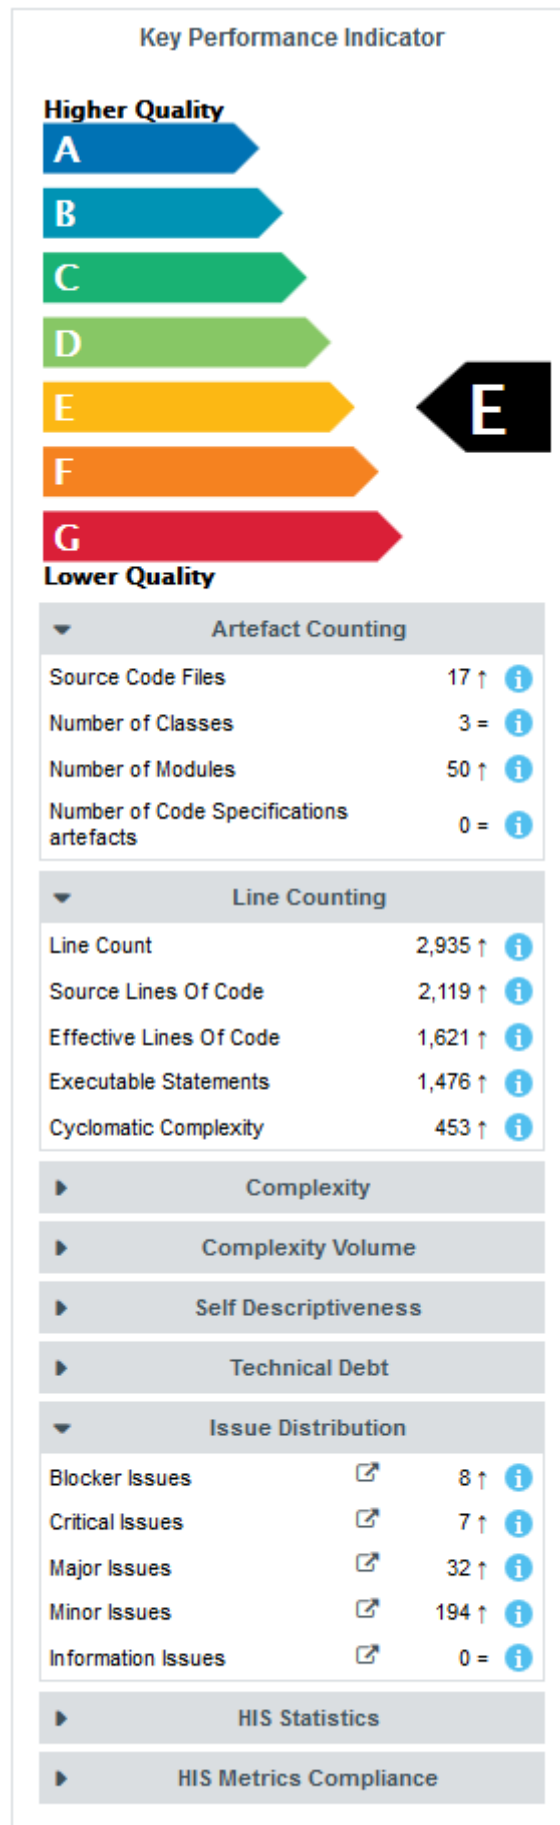 Key Performance Indicator
Higher Quality
A
B
C
D
E
E
F
G
Lower Quality
Artefact Counting
Source Code Files 17 ↑
Number of Classes 3 =
Number of Modules 50 ↑
Number of Code Specifications
artefacts 0 =
Line Counting
Line Count 2,935 ↑
Source Lines Of Code 2,119 ↑
Effective Lines Of Code 1,621 ↑
Executable Statements 1,476 ↑
Cyclomatic Complexity 453 ↑
Complexity
Complexity Volume
Self Descriptiveness
Technical Debt
Issue Distribution
Blocker Issues 8 ↑
Critical Issues 7 ↑
Major Issues 32 ↑
Minor Issues 194 ↑
Information Issues 0 =
HIS Statistics
HIS Metrics Compliance